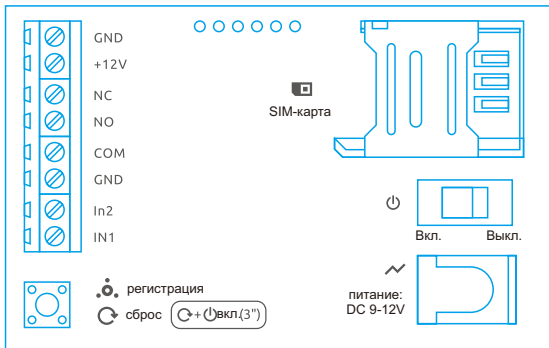 GND
+12V
NC
NO
COM
GND
In2
IN1
SIM-карта
Вкл. Выкл.
питание:
DC 9-12V
регистрация
сброс + вкл.(3")